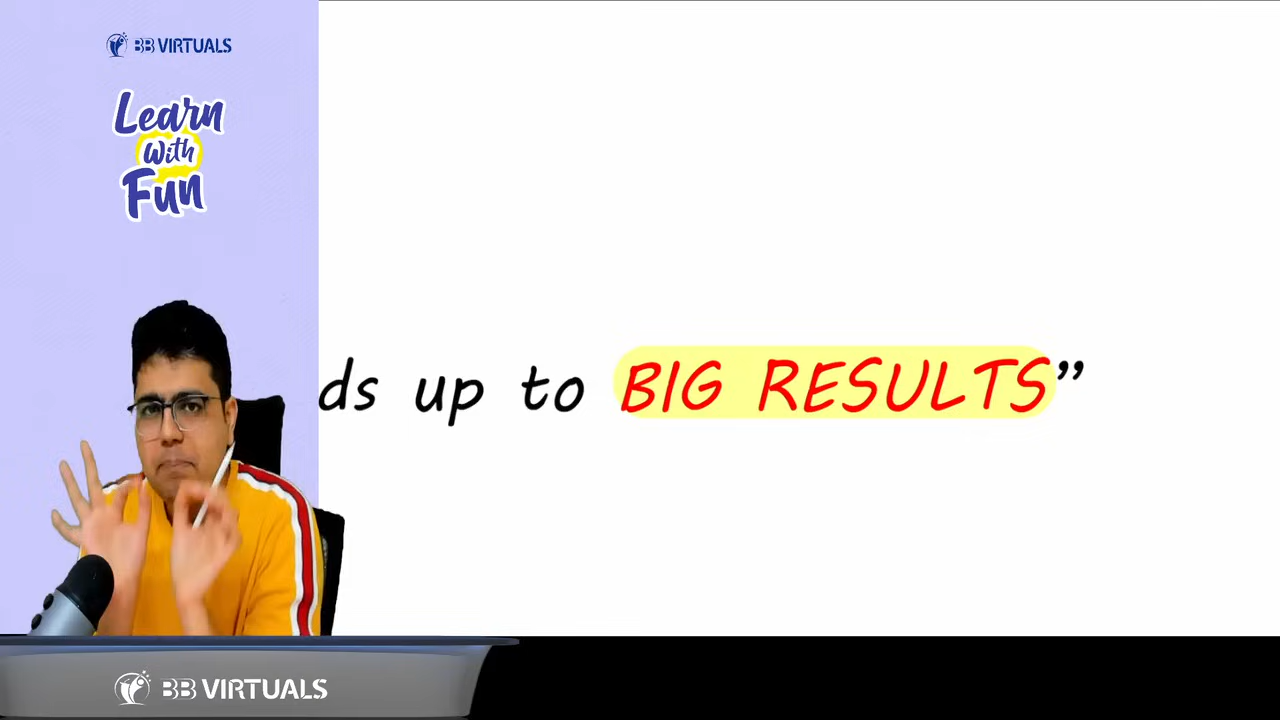 BB VIRTUALS
Learn
With
Fun
ds up to BIG RESULTS”
BB VIRTUALS